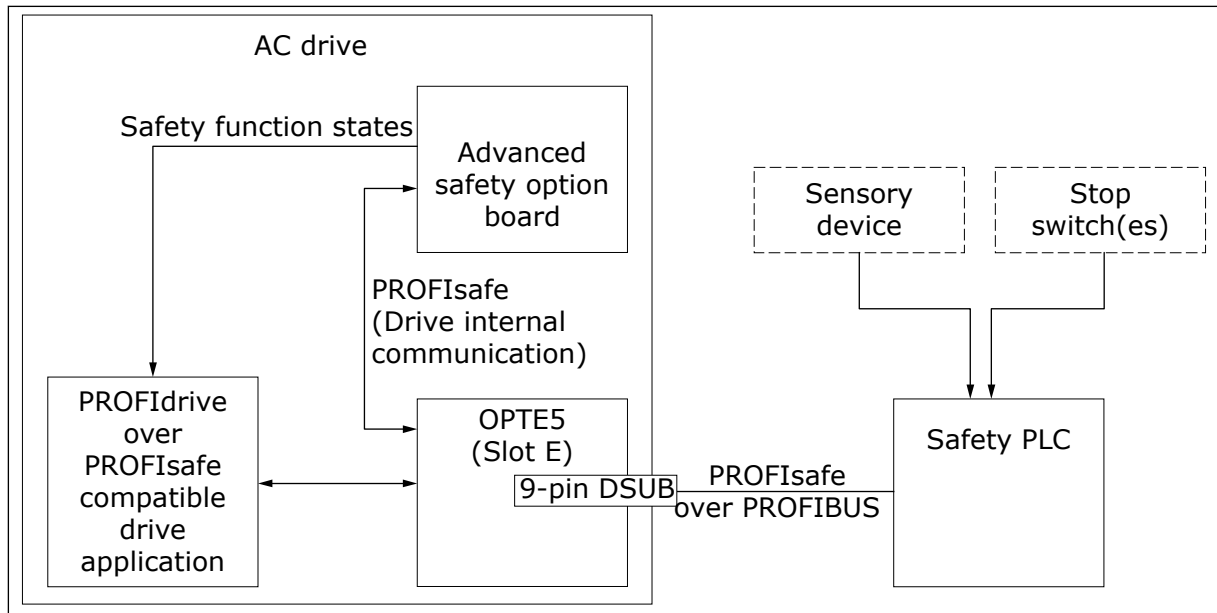 AC drive
Safety function states
Advanced
safety option
board
Sensory
device
Stop
switch(es)
PROFIsafe
(Drive internal
communication)
PROFIdrive
over
PROFIsafe
compatible
drive
application
OPTE5
(Slot E)
9-pin DSUB
PROFIsafe
over PROFIBUS
Safety PLC